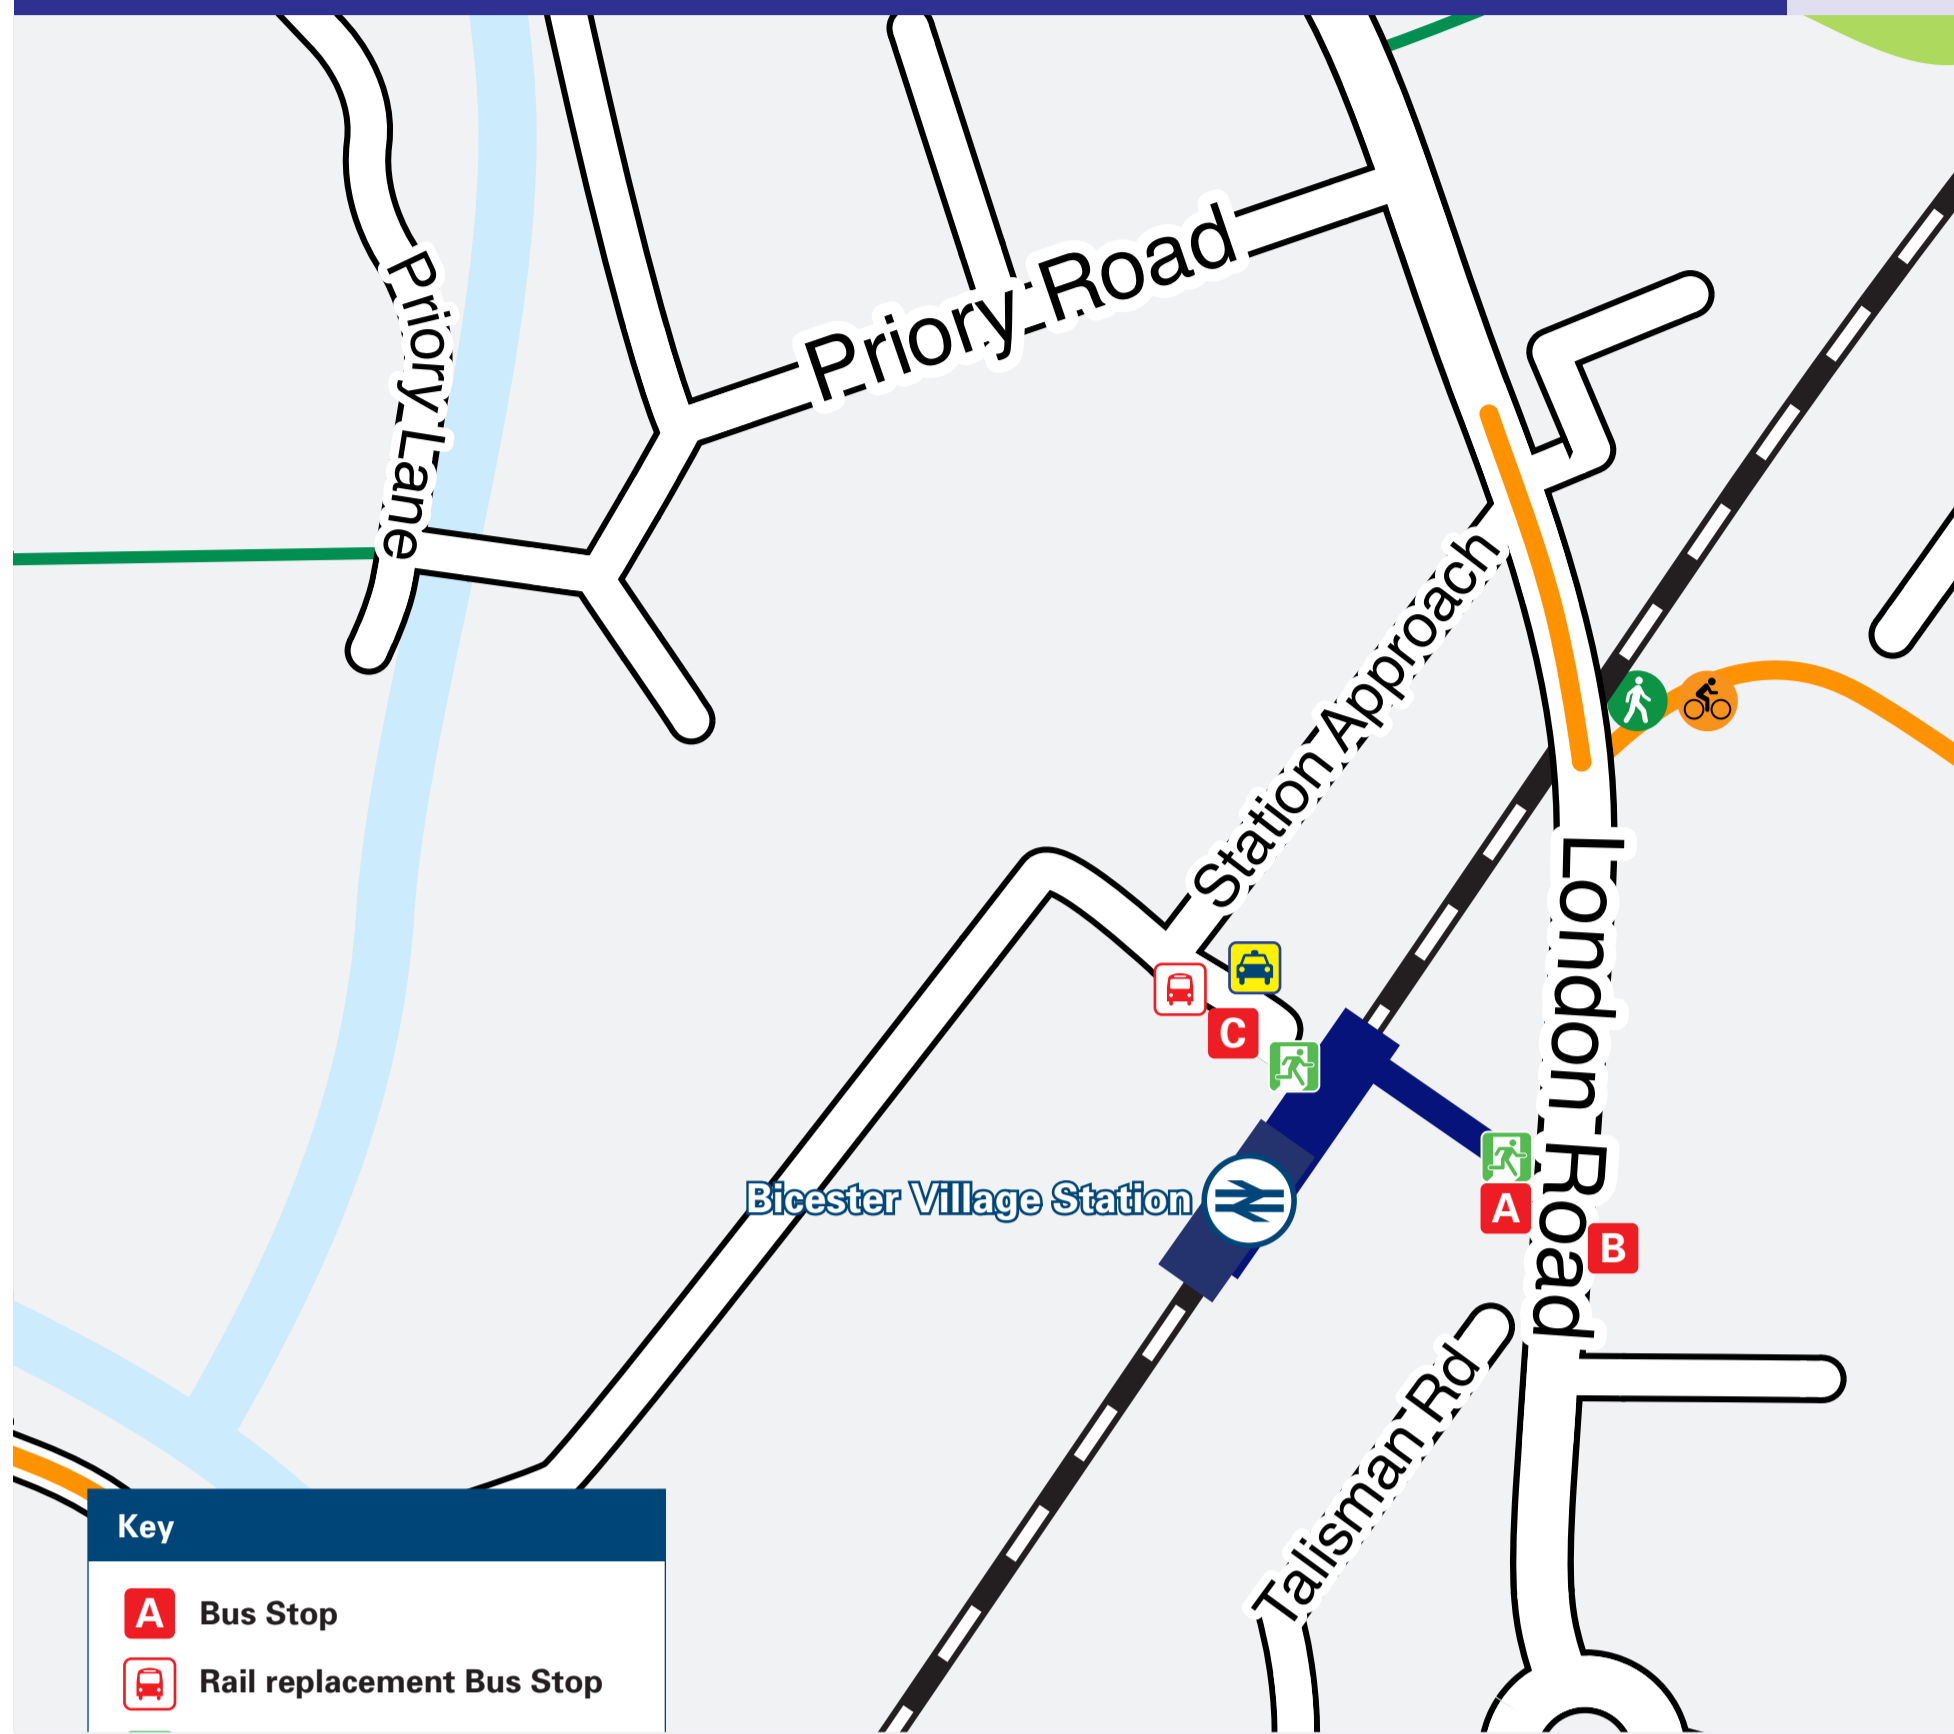 Priory Road
Priory Lane
Station Approach
London Road
C
A
B
Bicester Village Station
Talisman Rd
Key
A Bus Stop
Rail replacement Bus Stop